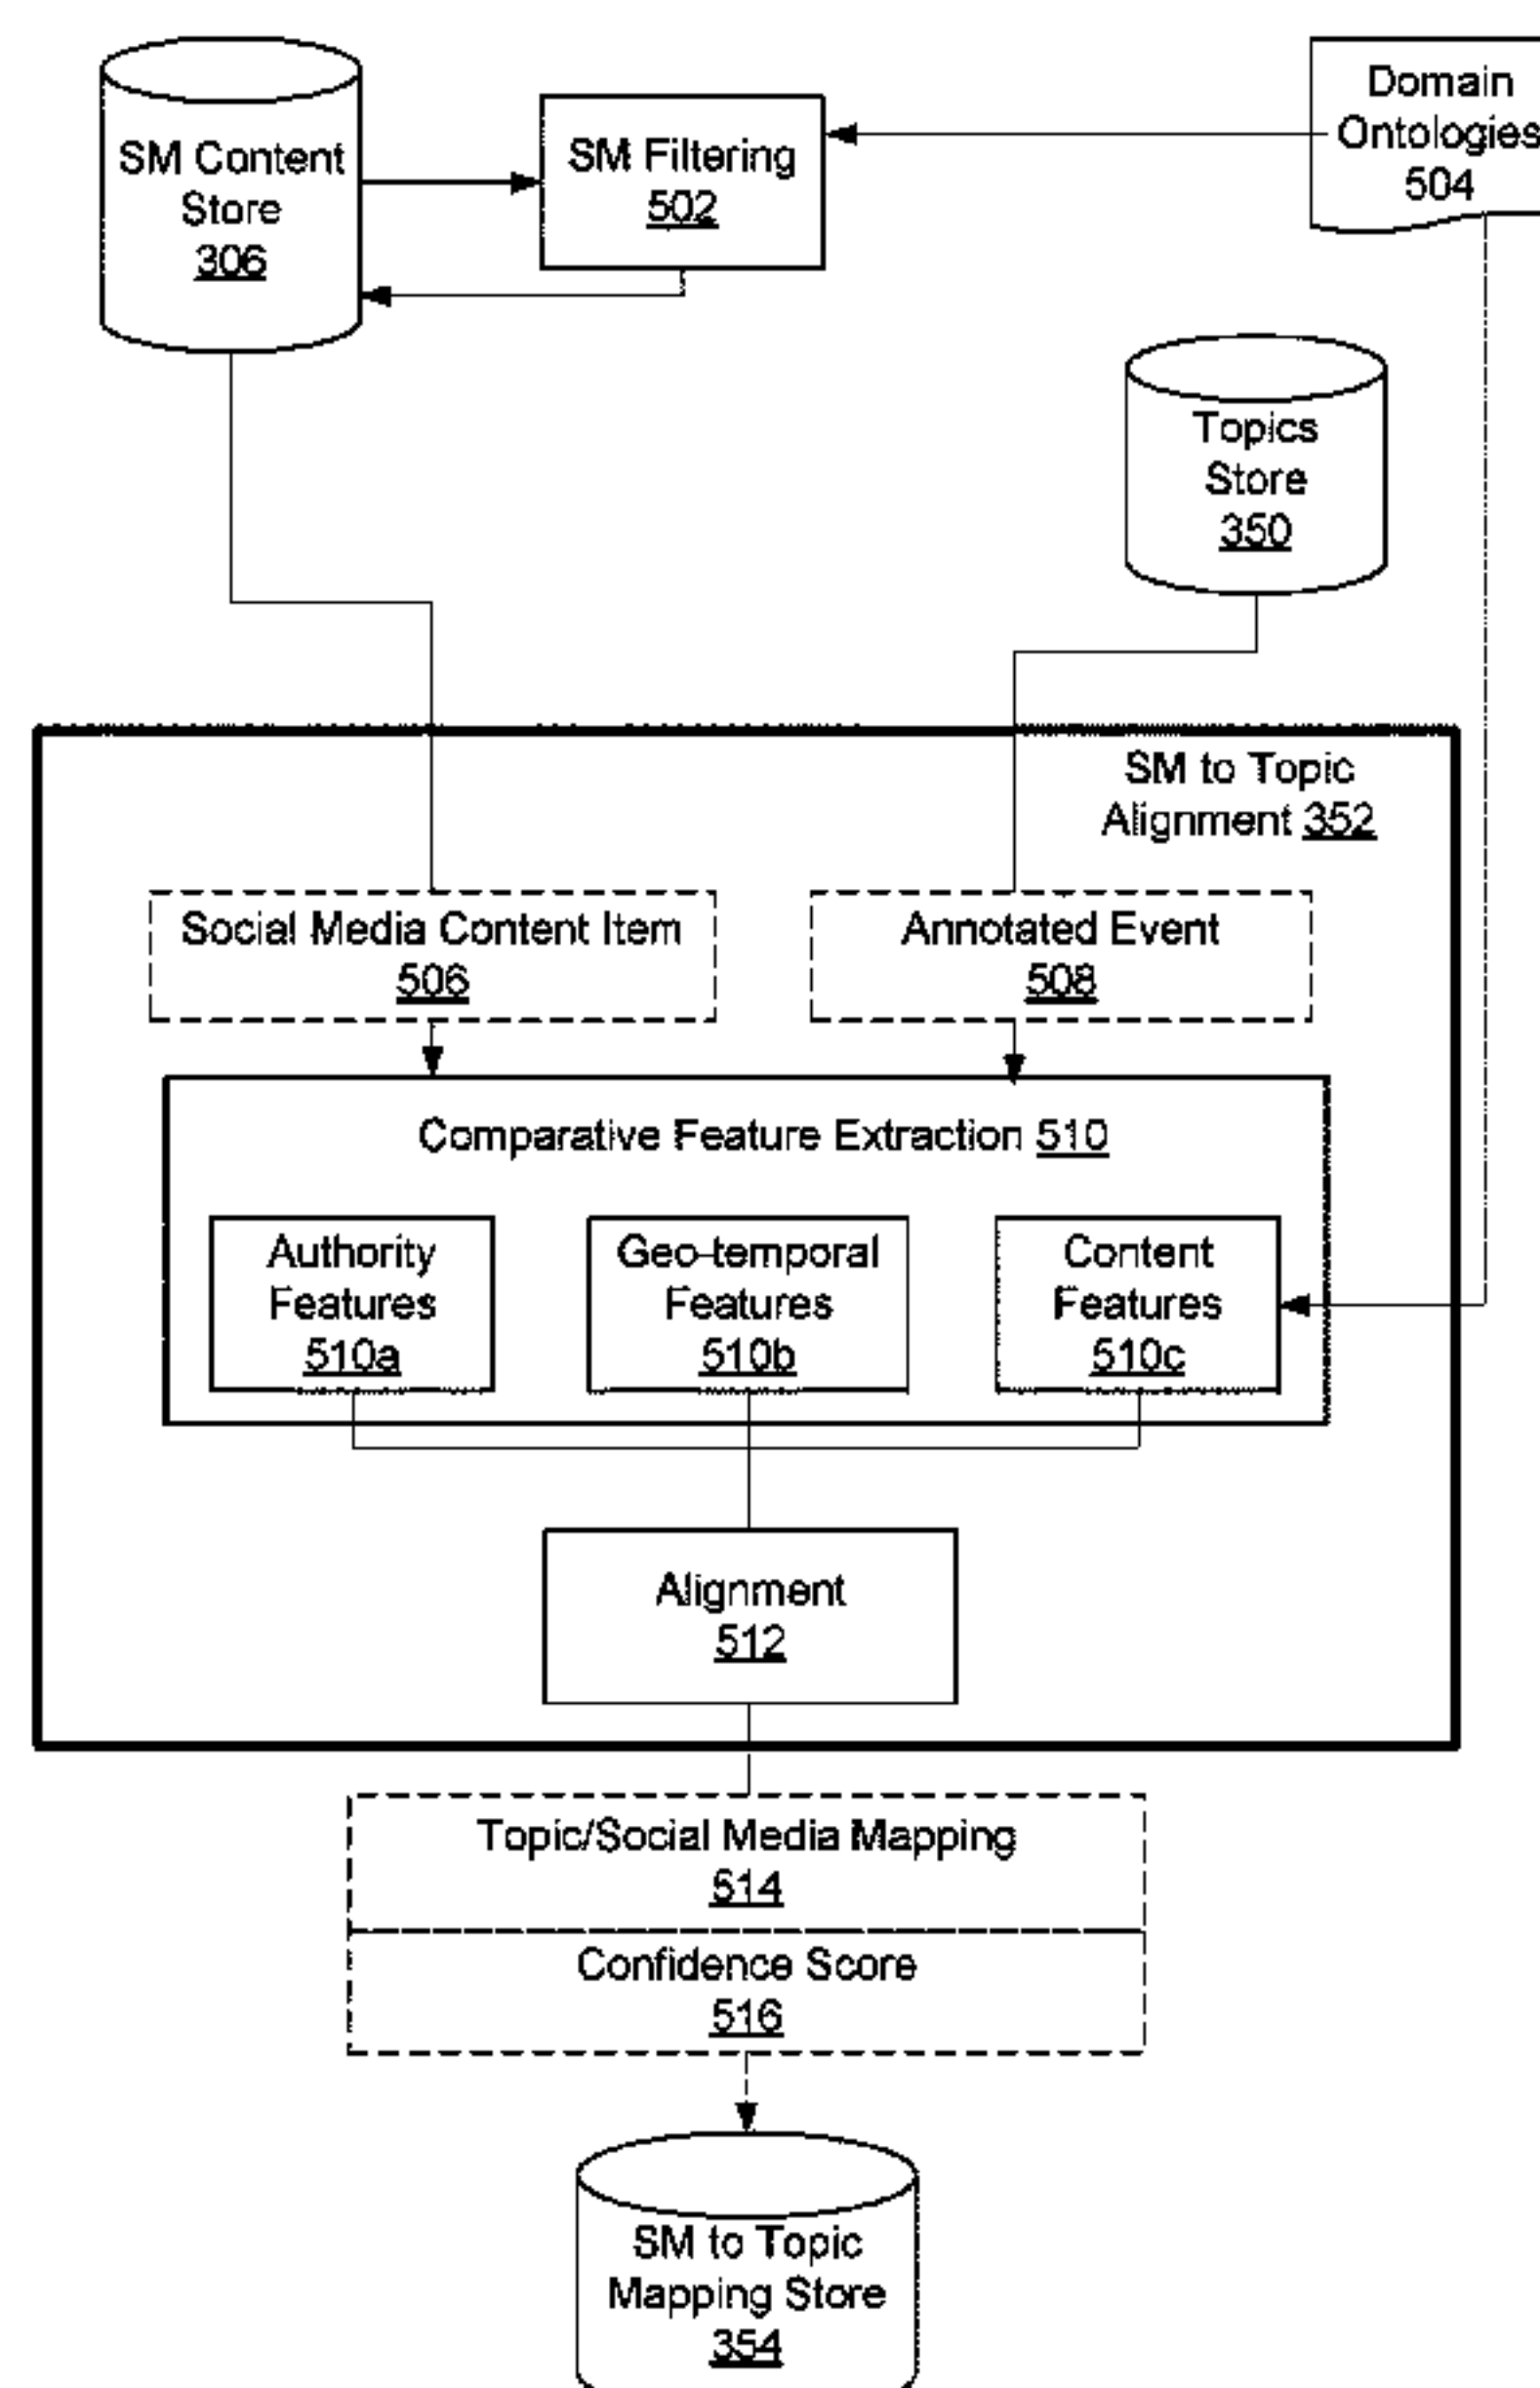 SM Content
Store
306
SM Filtering
502
Domain
Ontologies
504
Topics
Store
350
SM to Topic
Alignment 352
Social Media Content Item
506
Annotated Event
508
Comparative Feature Extraction 510
Authority
Features
510a
Geo-temporal
Features
510b
Content
Features
510c
Alignment
512
Topic/Social Media Mapping
514
Confidence Score
516
SM to Topic
Mapping Store
354